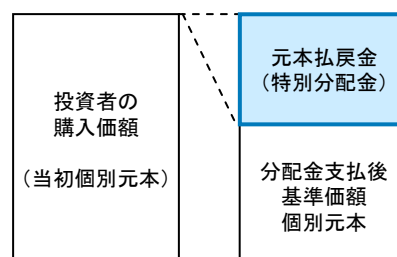 投資者の
購入価額
(当初個別元本)
元本払戻金
(特別分配金)
分配金支払後
基準価額
個別元本